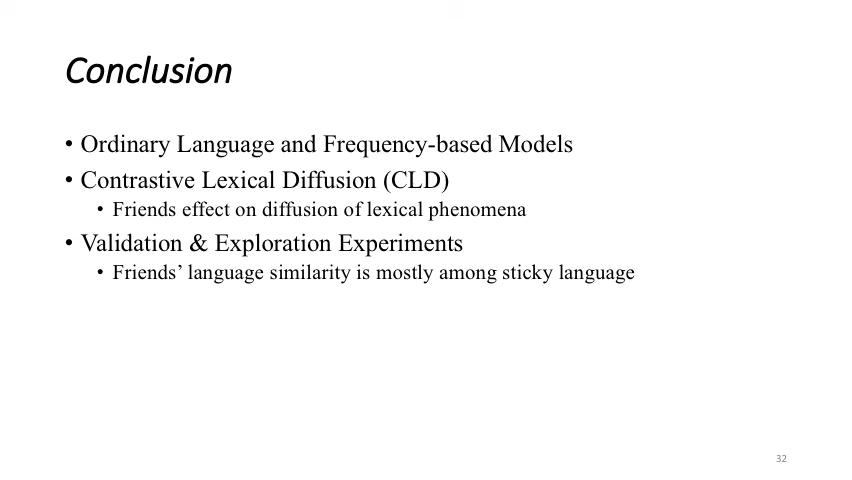 Conclusion
• Ordinary Language and Frequency-based Models
• Contrastive Lexical Diffusion (CLD)
• Friends effect on diffusion of lexical phenomena
• Validation & Exploration Experiments
• Friends’ language similarity is mostly among sticky language
32